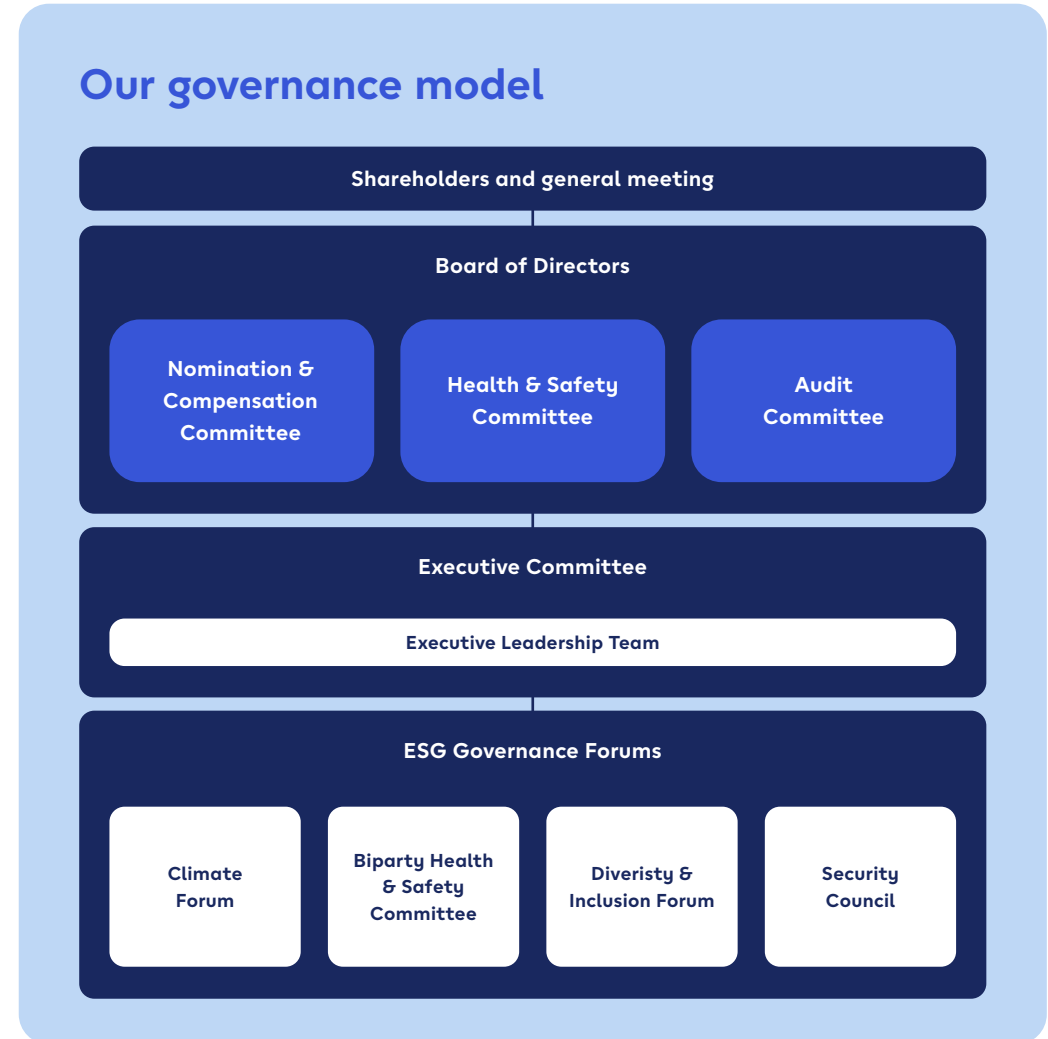 Our governance model
Shareholders and general meeting
Board of Directors
Nomination &
Compensation
Committee
Health & Safety
Committee
Audit
Committee
Executive Committee
Executive Leadership Team
ESG Governance Forums
Climate
Forum
Biparty Health
& Safety
Committee
Diveristy &
Inclusion Forum
Security
Council